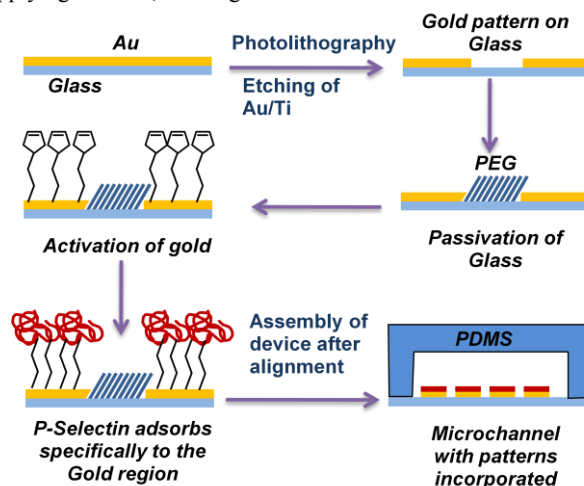 Au
Glass
Photolithography
Etching of
Au/Ti
Gold pattern on
Glass
PEG
Passivation of
Glass
Activation of gold
P-Selectin adsorbs
specifically to the
Gold region
Assembly of
device after
alignment
PDMS
Microchannel
with patterns
incorporated